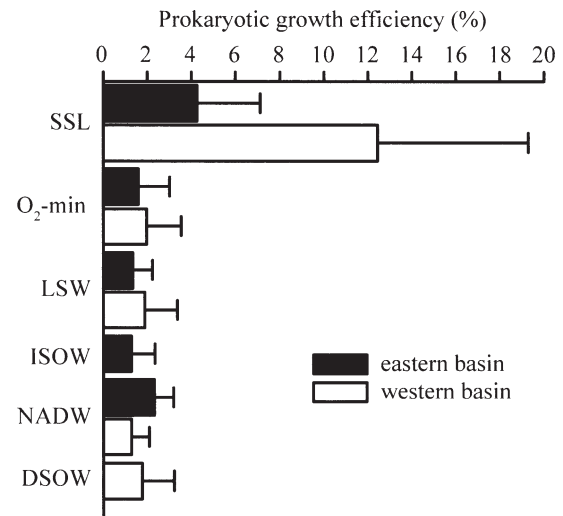 Prokaryotic growth efficiency (%)
0 2 4 6 8 10 12 14 16 18 20
SSL
O₂-min
LSW
ISOW
eastern basin
western basin
NADW
DSOW